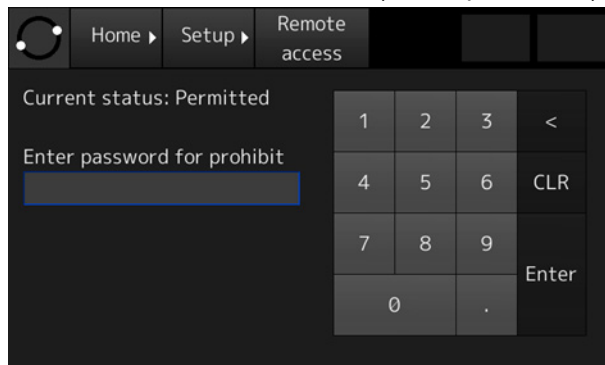 Home
Setup
Remote
access
Current status: Permitted
Enter password for prohibit
1 2 3 <
4 5 6 CLR
7 8 9
Enter
0 .